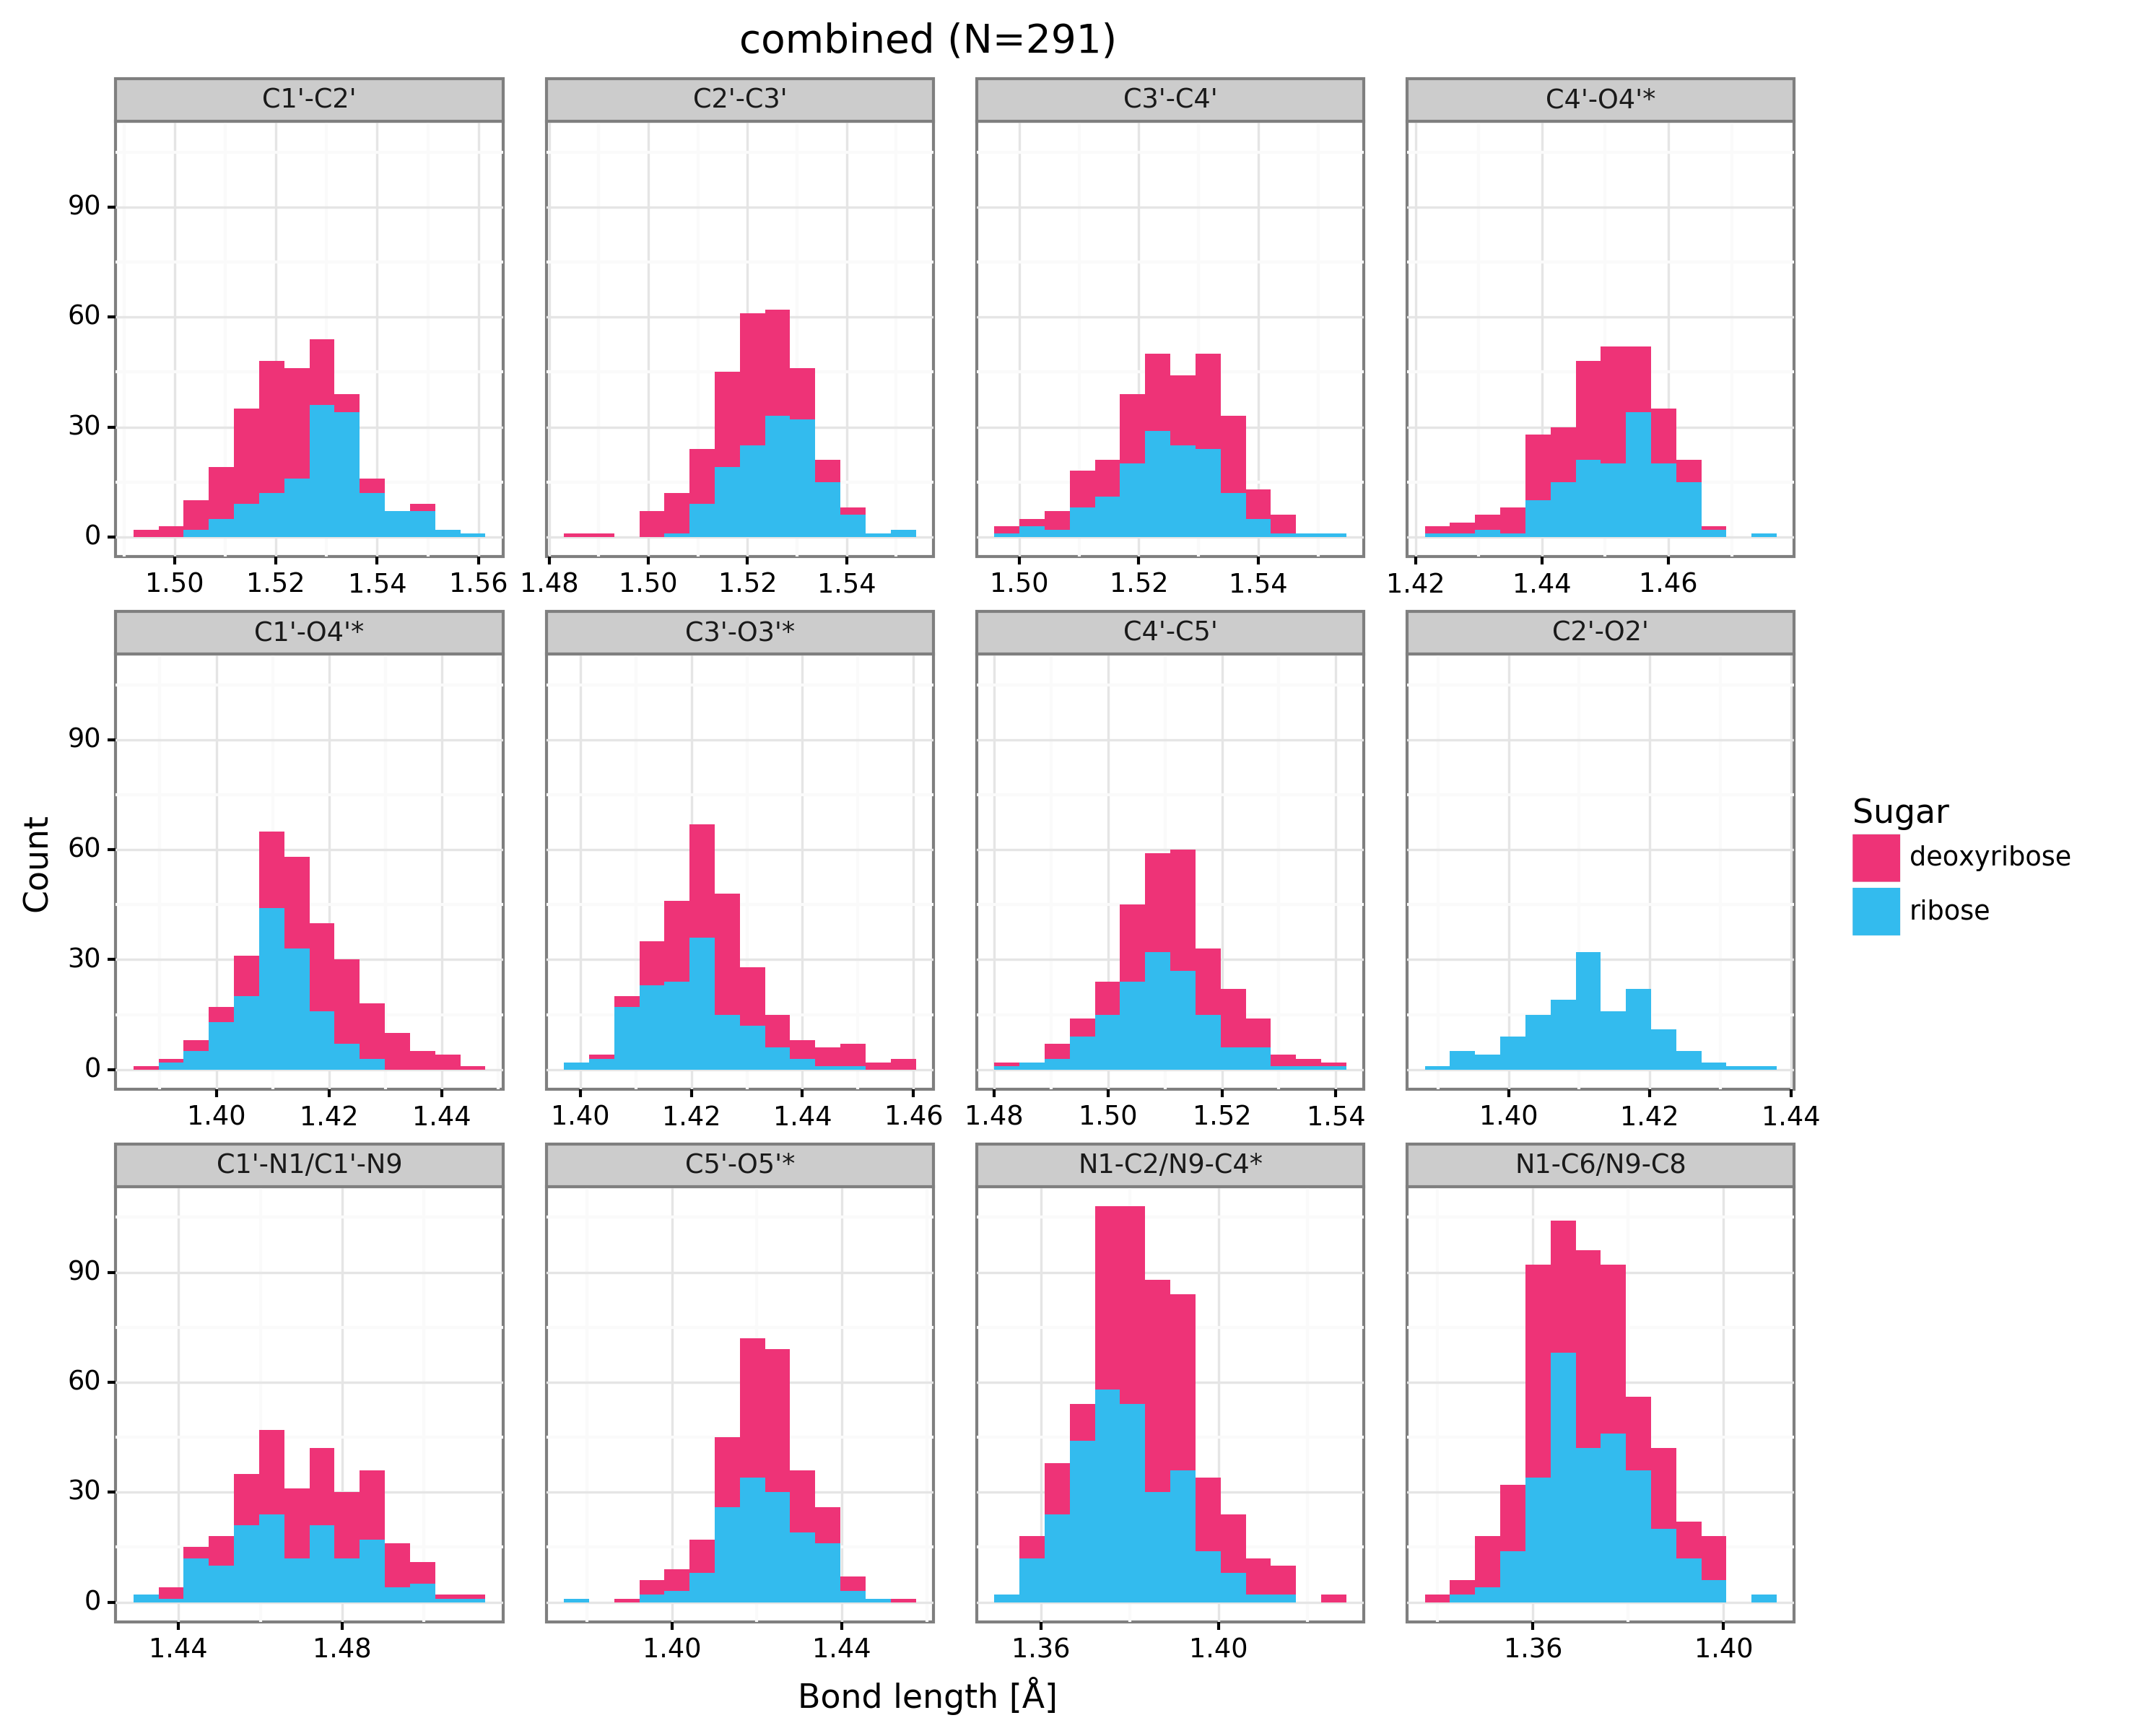 combined (N=291)
C1'-C2' C2'-C3' C3'-C4' C4'-O4'*
90
60
30
0
1.50 1.52 1.54 1.56 1.48 1.50 1.52 1.54 1.50 1.52 1.54 1.42 1.44 1.46
C1'-O4'* C3'-O3'* C4'-C5' C2'-O2'
90
60
30
0
1.40 1.42 1.44 1.40 1.42 1.44 1.46 1.48 1.50 1.52 1.54 1.40 1.42 1.44
C1'-N1/C1'-N9 C5'-O5'* N1-C2/N9-C4* N1-C6/N9-C8
90
60
30
0
1.44 1.48 1.40 1.44 1.36 1.40 1.36 1.40
Count
Bond length [Å]
Sugar
deoxyribose
ribose